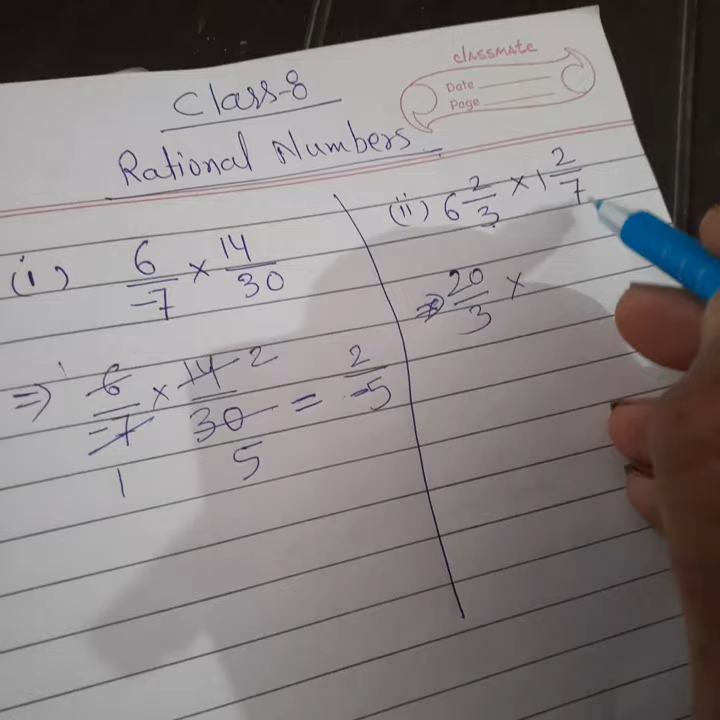 classmate
Date
Page
Class-8
Rational Numbers
(i) 6/-7 × 14/30
⇒ 6/-7 × 14/30 = 2/-5
1 2
1 5
(ii) 6 2/3 × 1 2/7
⇒ 20/3 ×